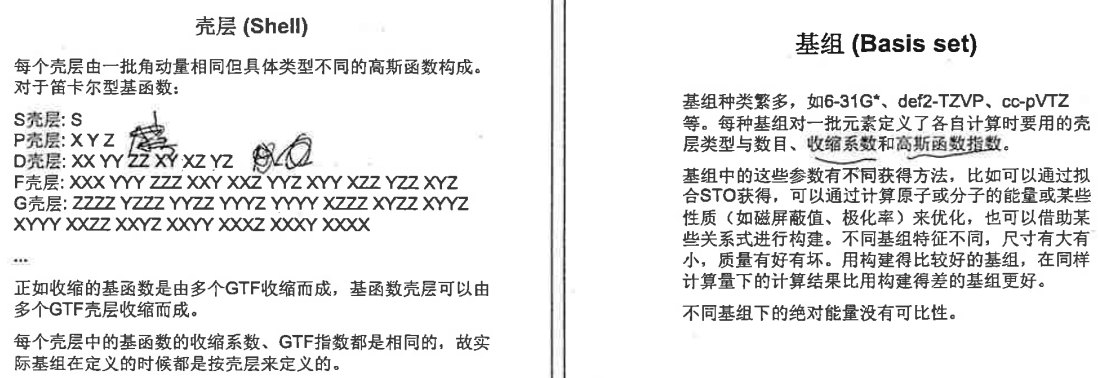 壳层 (Shell)
每个壳层由一批角动量相同但具体类型不同的高斯函数构成。
对于笛卡尔型基函数：
S壳层: S
P壳层: X Y Z
D壳层: XX YY ZZ XY XZ YZ
F壳层: XXX YYY ZZZ XXY XXZ YYZ XYY XZZ YZZ XYZ
G壳层: ZZZZ YZZZ YYZZ YYYZ YYYY XZZZ XYZZ XYYZ
XYYY XXZZ XXYZ XXYY XXXZ XXXY XXXX
...
正如收缩的基函数是由多个GTF收缩而成，基函数壳层可以由
多个GTF壳层收缩而成。
每个壳层中的基函数的收缩系数、GTF指数都是相同的，故实
际基组在定义的时候都是按壳层来定义的。
基组 (Basis set)
基组种类繁多，如6-31G*、def2-TZVP、cc-pVTZ
等。每种基组对一批元素定义了各自计算时要用的壳
层类型与数目、收缩系数和高斯函数指数。
基组中的这些参数有不同获得方法，比如可以通过拟
合STO获得，可以通过计算原子或分子的能量或某些
性质（如磁屏蔽值、极化率）来优化，也可以借助某
些关系式进行构建。不同基组特征不同，尺寸有大有
小，质量有好有坏。用构建得比较好的基组，在同样
计算量下的计算结果比用构建得差的基组更好。
不同基组下的绝对能量没有可比性。